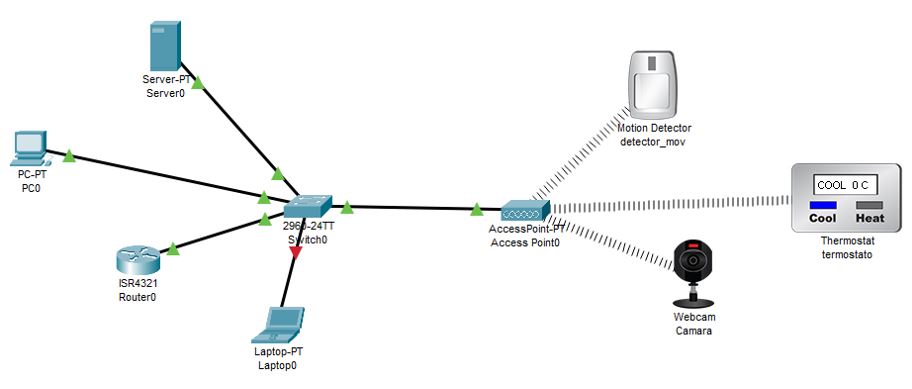 Server-PT
Server0
PC-PT
PC0
ISR4321
Router0
2960-24TT
Switch0
Laptop-PT
Laptop0
AccessPoint-PT
Access Point0
Motion Detector
detector_mov
COOL 0 C
Cool Heat
Thermostat
termostato
Webcam
Camara